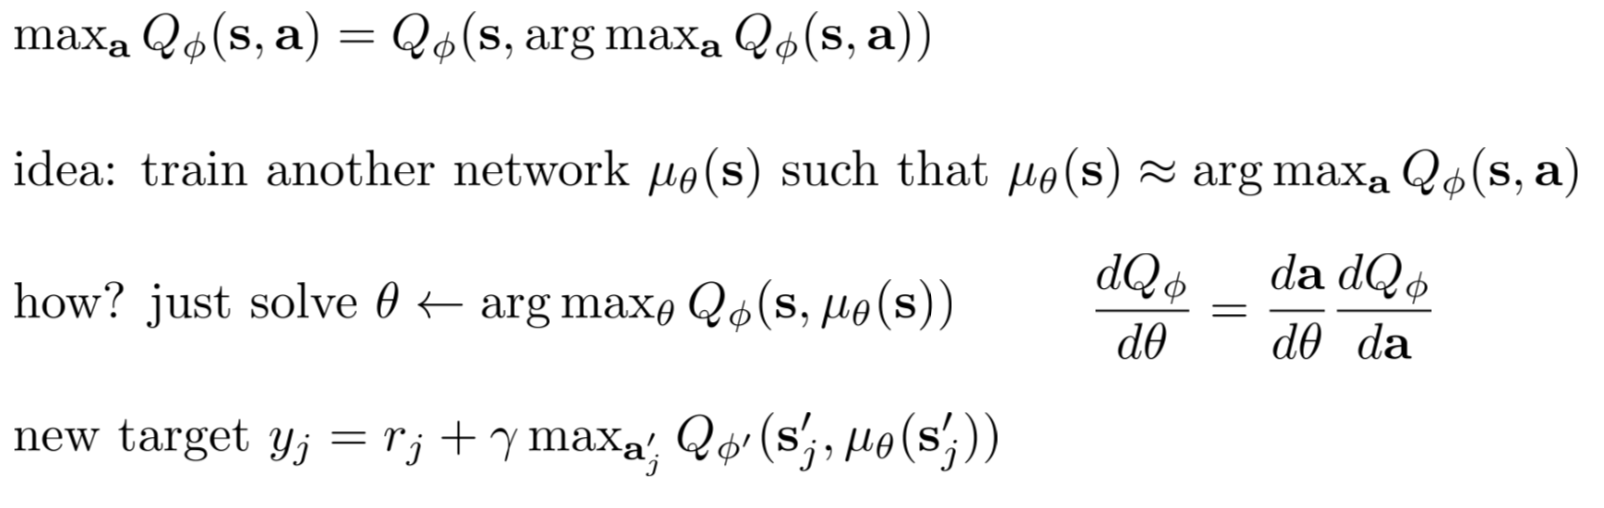 max_a Q_ϕ(s, a) = Q_ϕ(s, arg max_a Q_ϕ(s, a))
idea: train another network μ_θ(s) such that μ_θ(s) ≈ arg max_a Q_ϕ(s, a)
how? just solve θ ← arg max_θ Q_ϕ(s, μ_θ(s)) dQ_ϕ/dθ = da/dθ dQ_ϕ/da
new target y_j = r_j + γ max_{a′_j} Q_{ϕ′}(s′_j, μ_θ(s′_j))